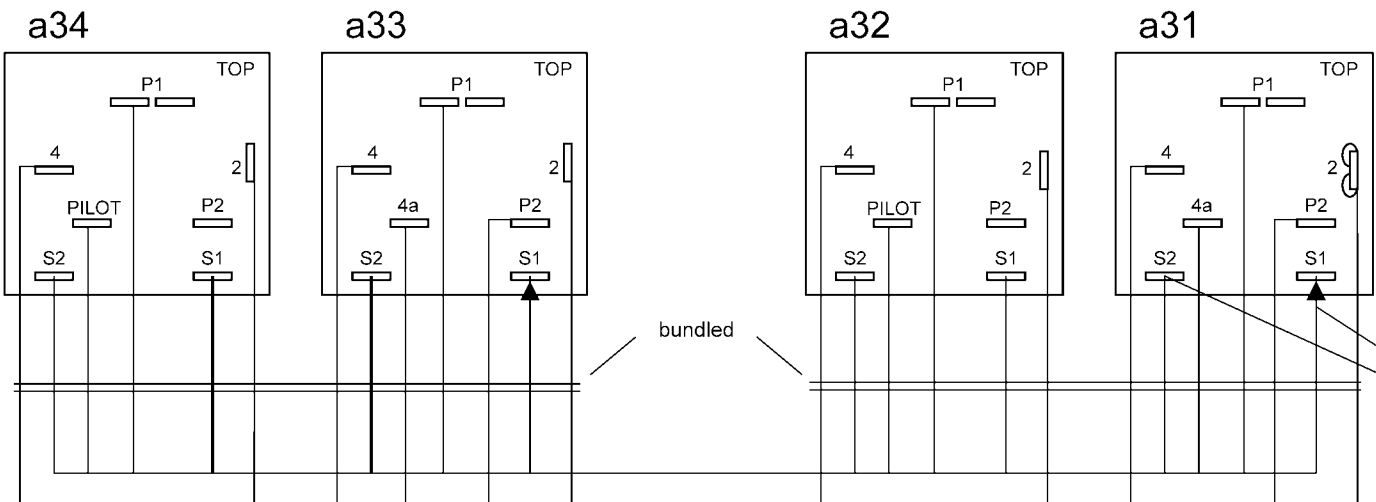 a34 a33 a32 a31
TOP TOP TOP TOP
P1 P1 P1 P1
4 2 4 2 4 2 4 2
PILOT P2 4a P2 PILOT P2 4a P2
S2 S1 S2 S1 S2 S1 S2 S1
bundled